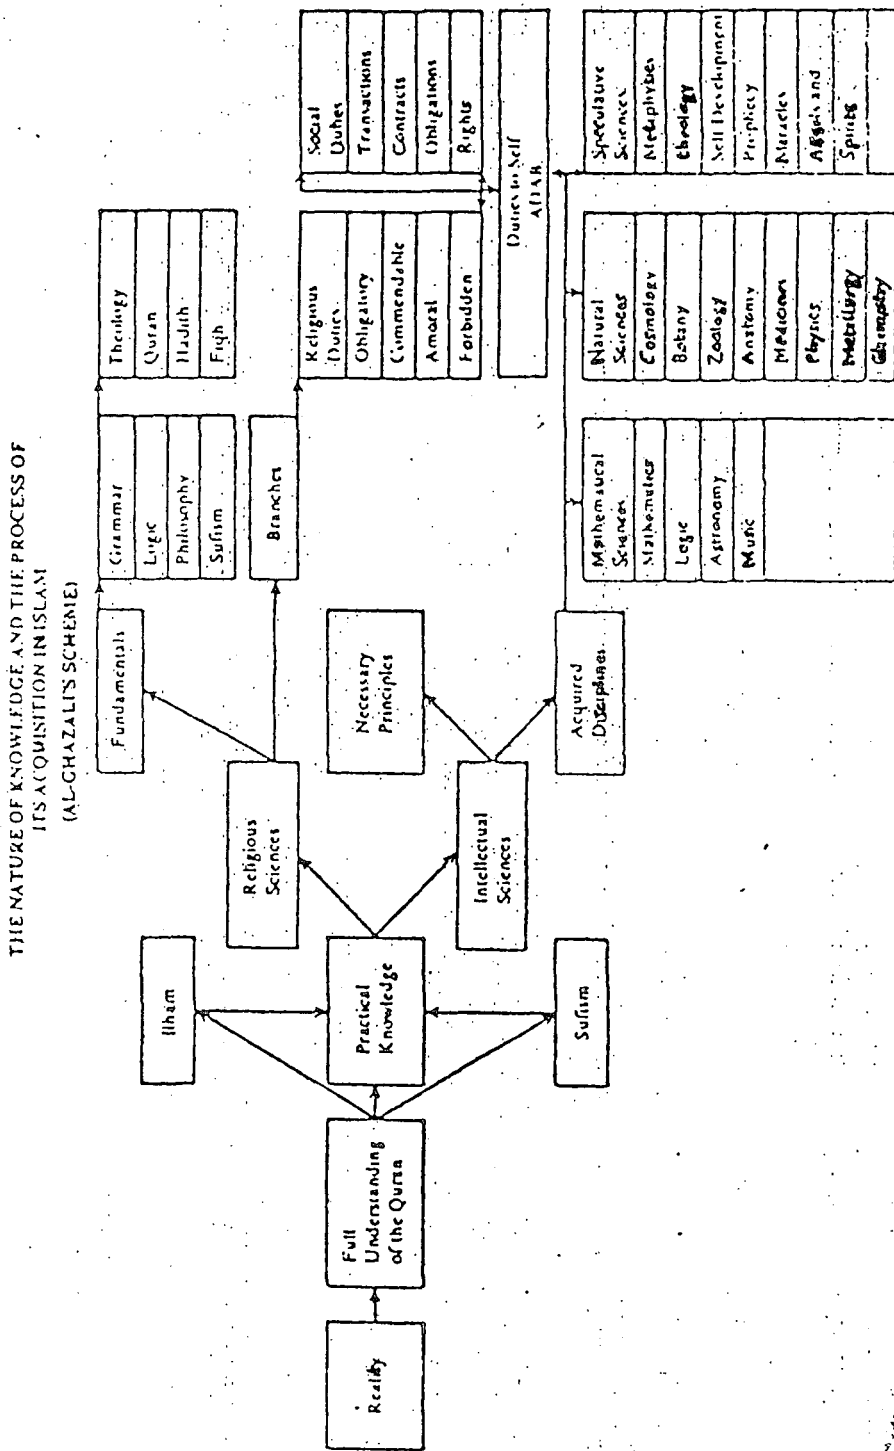 THE NATURE OF KNOWLEDGE AND THE PROCESS OF
ITS ACQUISITION IN ISLAM
(AL-GHAZALI'S SCHEME)
Reality
Full
Understanding
of the Quran
Ilham
Practical
Knowledge
Sufism
Religious
Sciences
Intellectual
Sciences
Fundamentals
Necessary
Principles
Acquired
Disciplines
Grammar
Logic
Philosophy
Sufism
Theology
Quran
Hadith
Fiqh
Branches
Religious
Duties
Obligatory
Commendable
Amoral
Forbidden
Social
Duties
Transactions
Contracts
Obligations
Rights
Duties to Self
Mathematical
Sciences
Mathematics
Logic
Astronomy
Music
Natural
Sciences
Cosmology
Botany
Zoology
Anatomy
Medicines
Physics
Metallurgy
Speculative
Sciences
Metaphysics
theology
Self Development
Prophecy
Miracles
Angels and
Spirits